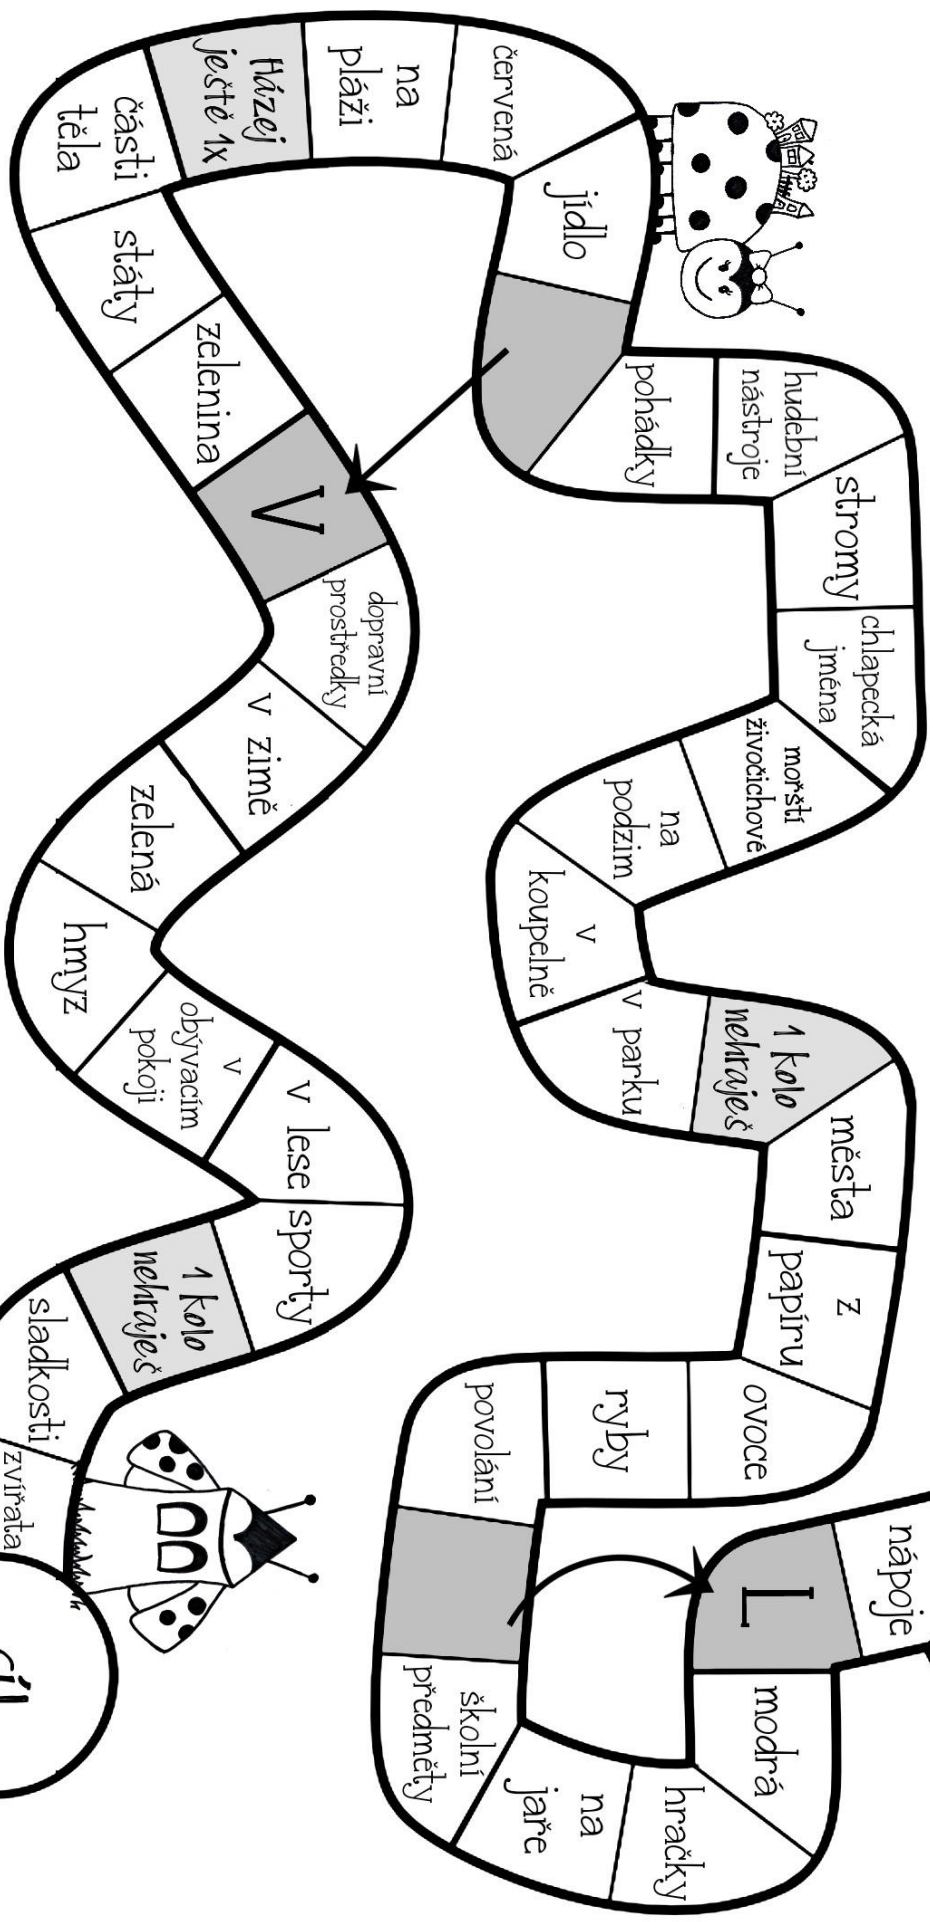 nápoje
L
modrá
hračky
na
jaře
školní
předměty
povolání
ryby
ovoce
z
papíru
města
1 kolo
nehraješ
v parku
v
koupelně
na
podzim
mořští
živočichové
chlapecká
jména
stromy
hudební
nástroje
pohádky
jídlo
červená
na
pláži
Házej
ještě 1x
části
těla
státy
zelenina
V
dopravní
prostředky
v zimě
zelená
hmyz
v
obývacím
pokoji
v lese
sporty
1 kolo
nehraješ
sladkosti
zvířata